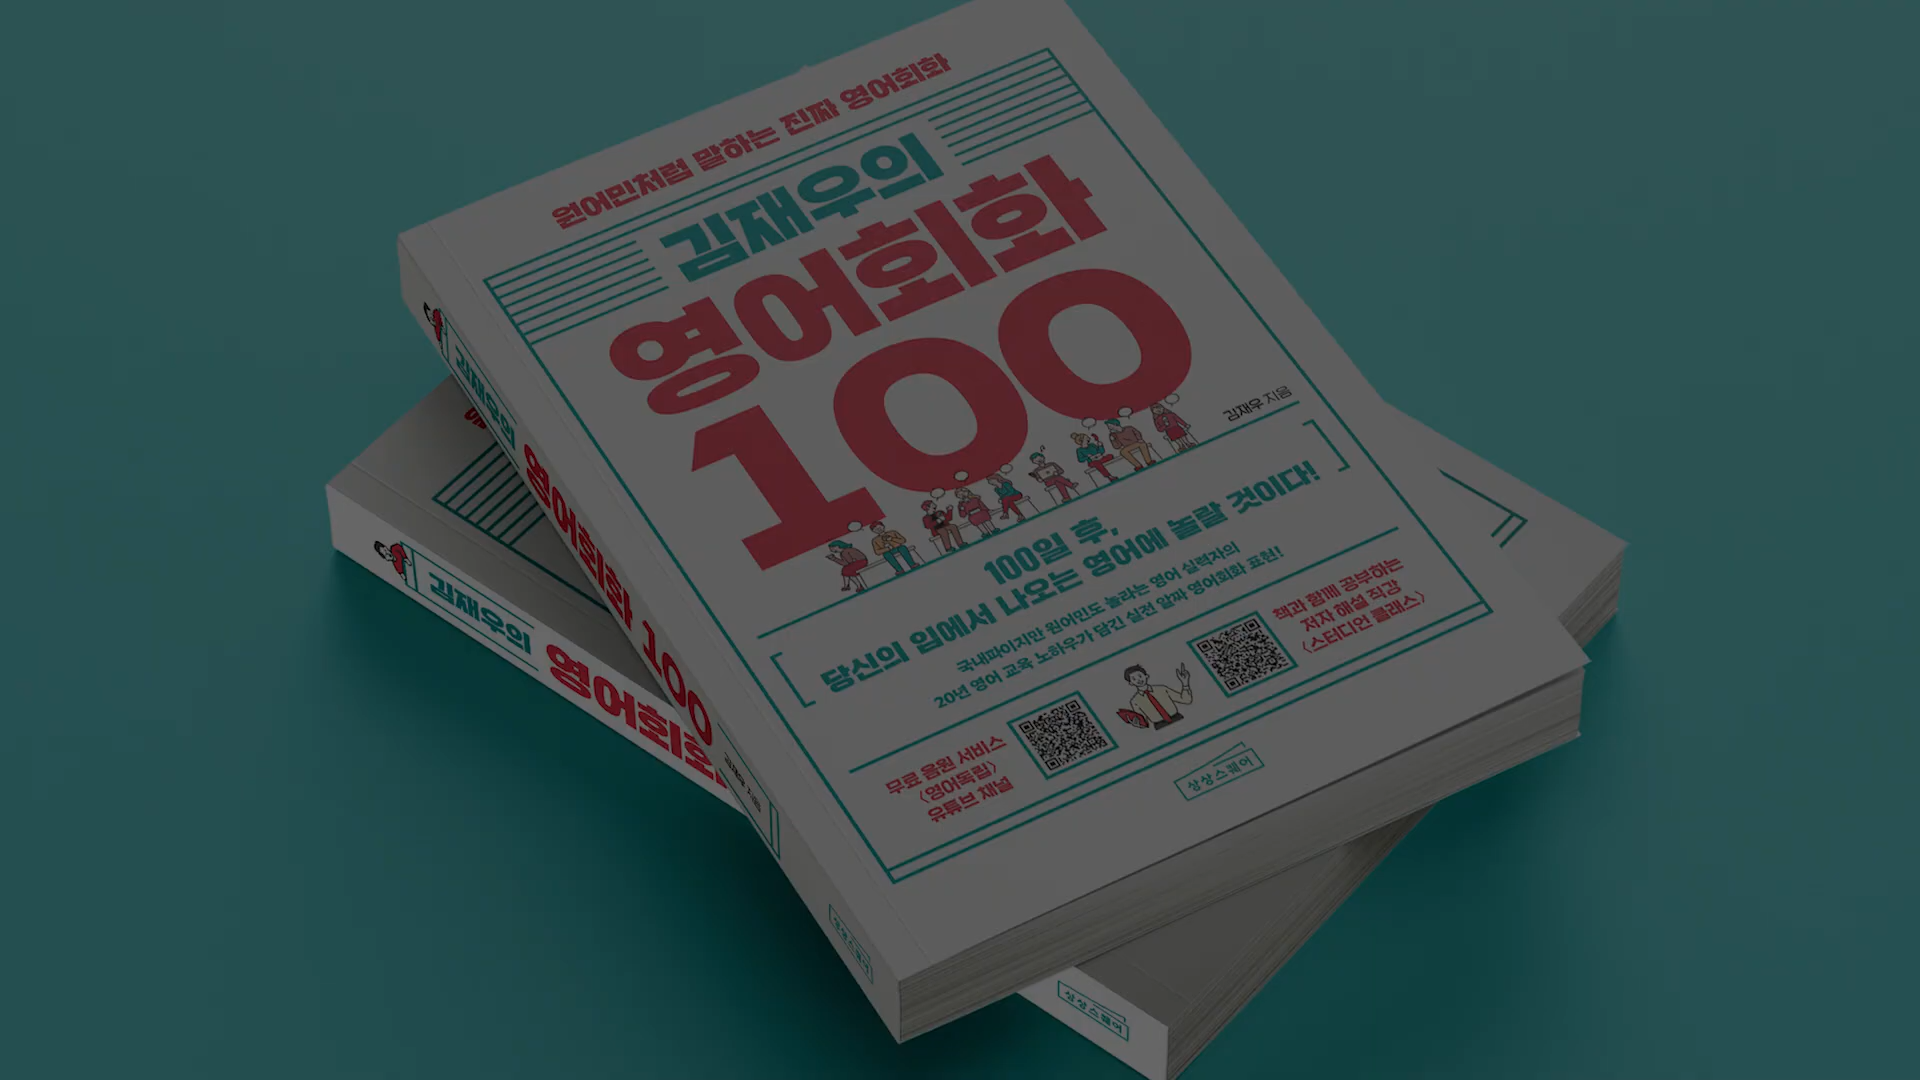 원어민처럼 말하는 진짜 영어회화
김재우의
영어회화
100
김재우 지음
100일 후,
당신의 입에서 나오는 영어에 놀랄 것이다!
국내파이지만 원어민도 놀라는 영어 실력자의
20년 영어 교육 노하우가 담긴 실전 알짜 영어회화 표현!
무료 음원 서비스
〈영어독립〉
유튜브 채널
책과 함께 공부하는
저자 해설 직강
〈스터디언 클래스〉
상상스퀘어
김재우의 영어회화 100
김재우 지음
상상스퀘어
김재우의 영어회화
상상스퀘어